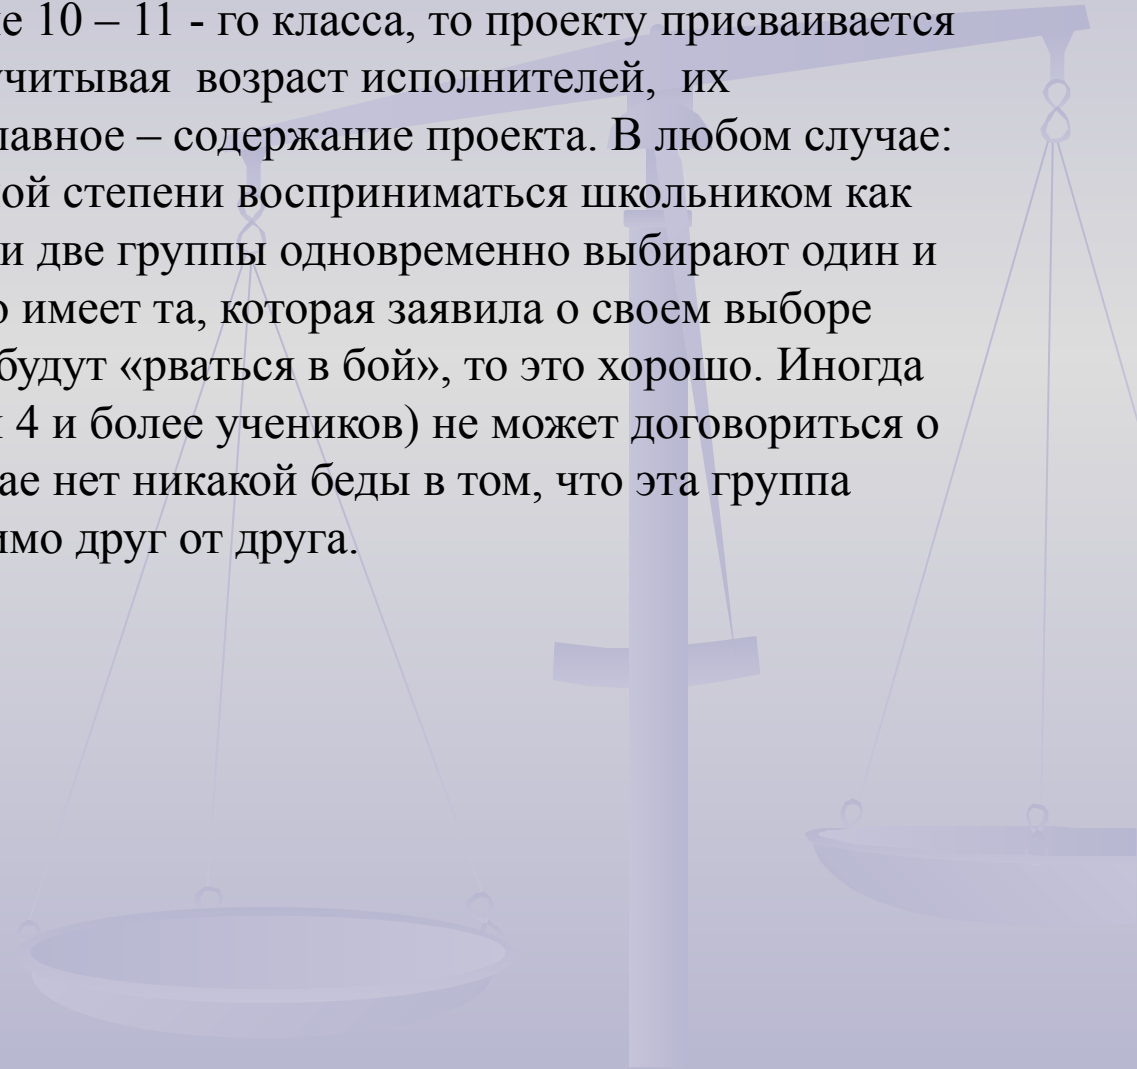 е 10 – 11 - го класса, то проекту присваивается
читывая возраст исполнителей, их
лавное – содержание проекта. В любом случае:
ой степени восприниматься школьником как
и две группы одновременно выбирают один и
о имеет та, которая заявила о своем выборе
будут «рваться в бой», то это хорошо. Иногда
4 и более учеников) не может договориться о
ае нет никакой беды в том, что эта группа
имо друг от друга.